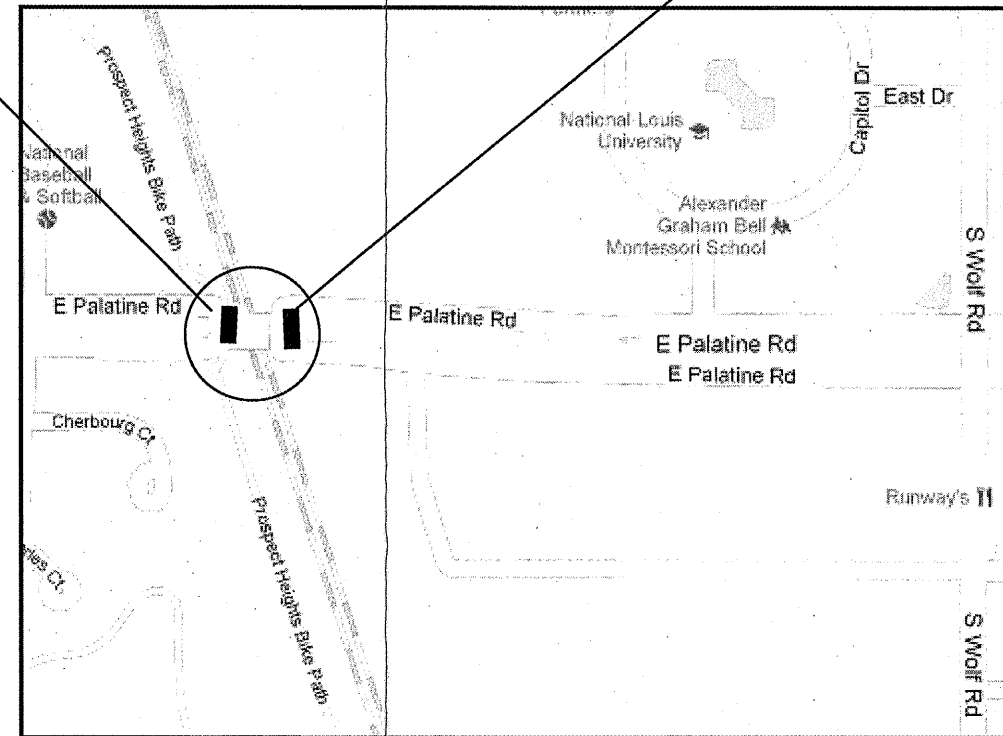 Prospect Heights Bike Path
National
Baseball
& Softball
National-Louis
University
Capitol Dr
East Dr
Alexander
Graham Bell
Montessori School
S Wolf Rd
E Palatine Rd
E Palatine Rd
E Palatine Rd
E Palatine Rd
Cherbourg Ct
Prospect Heights Bike Path
Runway's
Ct
S Wolf Rd